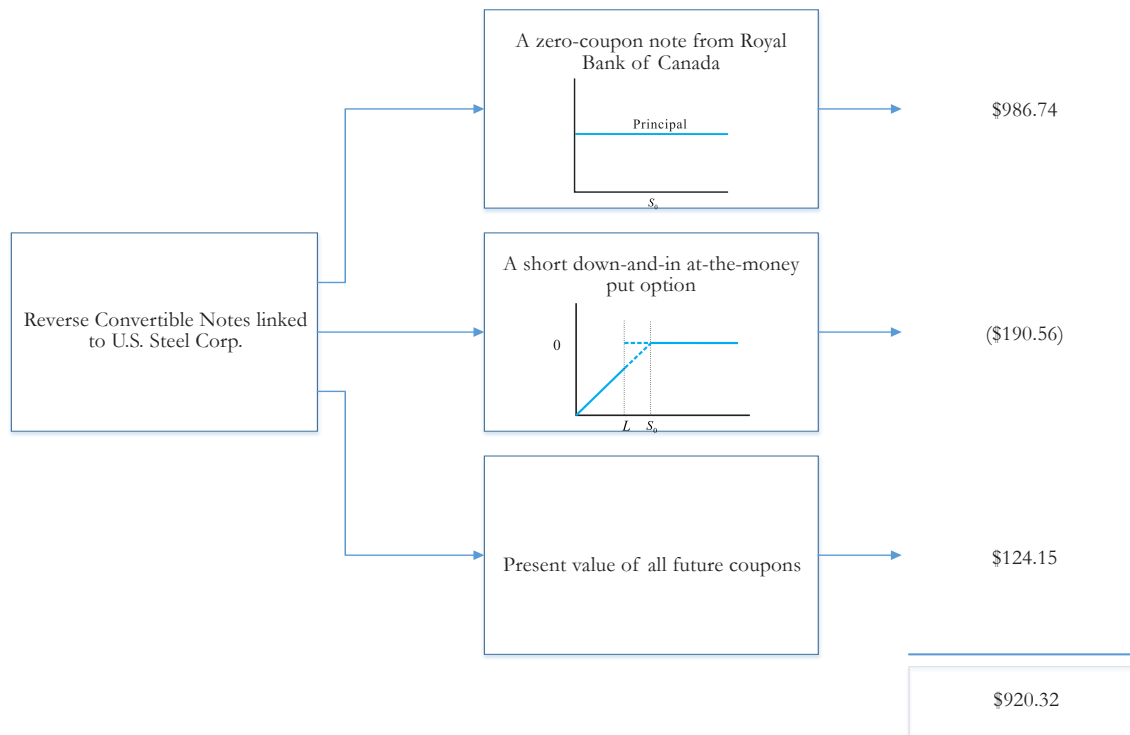 A zero-coupon note from Royal
Bank of Canada
Principal
S₀
$986.74
Reverse Convertible Notes linked
to U.S. Steel Corp.
A short down-and-in at-the-money
put option
0
L S₀
($190.56)
Present value of all future coupons
$124.15
$920.32